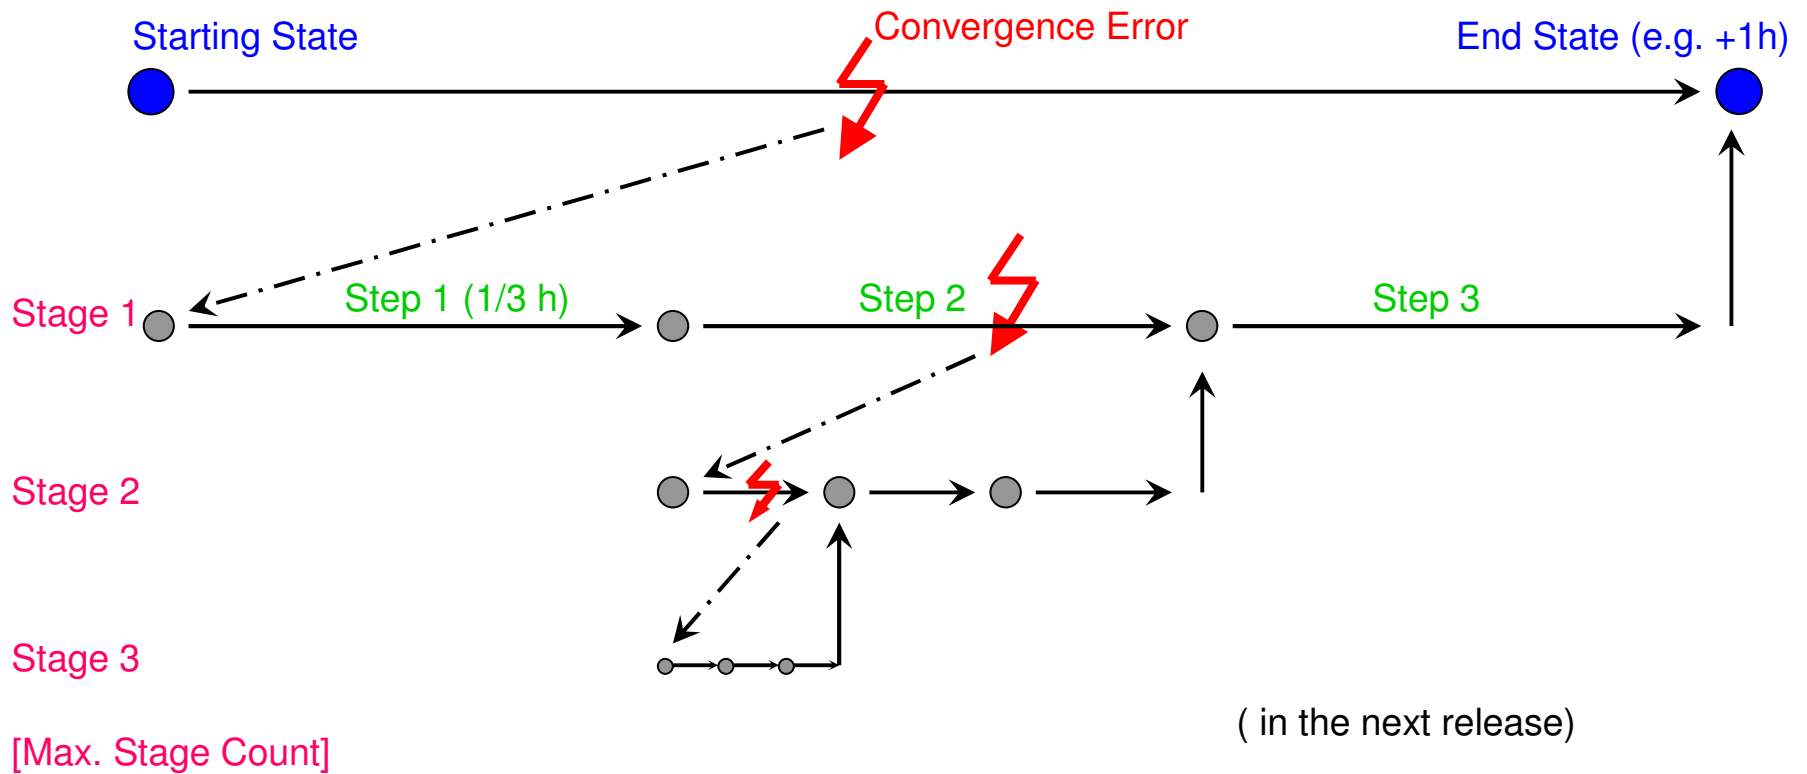 Starting State
Convergence Error
End State (e.g. +1h)
Stage 1
Step 1 (1/3 h)
Step 2
Step 3
Stage 2
Stage 3
( in the next release)
[Max. Stage Count]